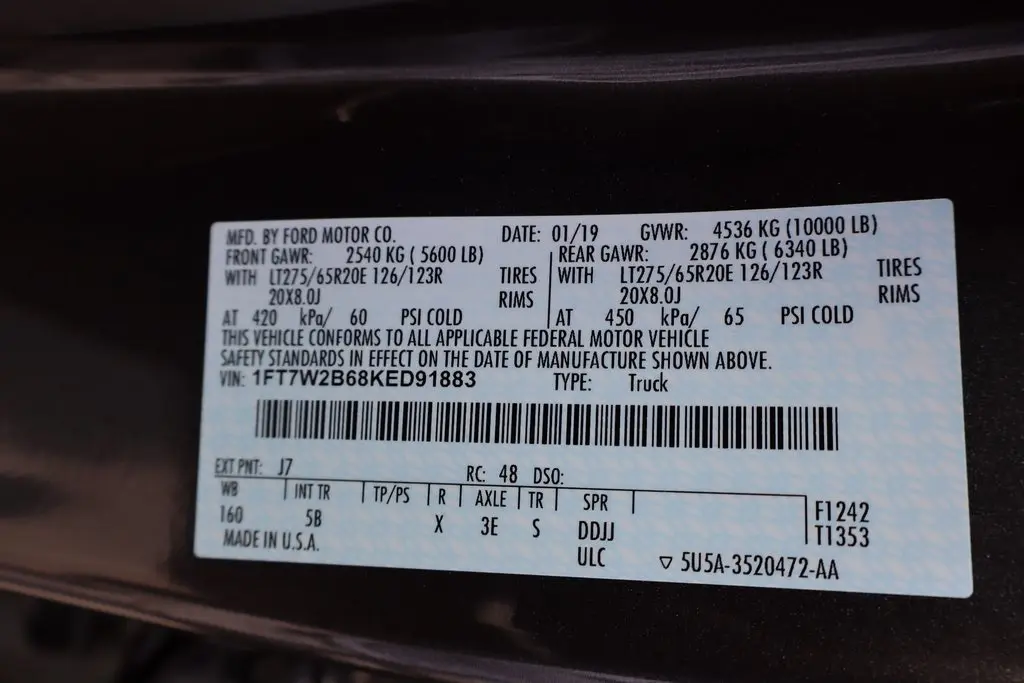 MFD. BY FORD MOTOR CO. DATE: 01/19 GVWR: 4536 KG (10000 LB)
FRONT GAWR: 2540 KG ( 5600 LB) REAR GAWR: 2876 KG ( 6340 LB)
WITH LT275/65R20E 126/123R TIRES WITH LT275/65R20E 126/123R TIRES
20X8.0J RIMS 20X8.0J RIMS
AT 420 kPa/ 60 PSI COLD AT 450 kPa/ 65 PSI COLD
THIS VEHICLE CONFORMS TO ALL APPLICABLE FEDERAL MOTOR VEHICLE
SAFETY STANDARDS IN EFFECT ON THE DATE OF MANUFACTURE SHOWN ABOVE.
VIN: 1FT7W2B68KED91883 TYPE: Truck
EXT PNT: J7 RC: 48 DSO:
WB INT TR TP/PS R AXLE TR SPR F1242
160 5B X 3E S DDJJ T1353
MADE IN U.S.A. ULC ▽ 5U5A-3520472-AA